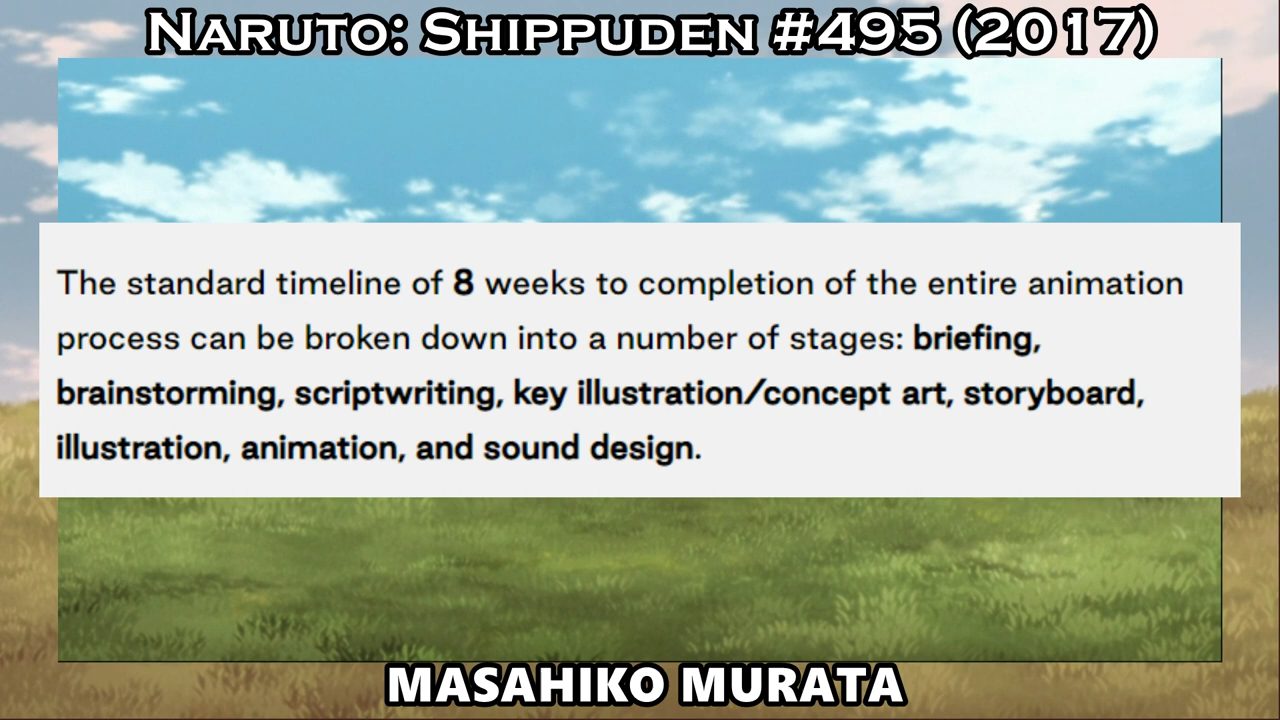 Naruto: Shippuden #495 (2017)
The standard timeline of 8 weeks to completion of the entire animation
process can be broken down into a number of stages: briefing,
brainstorming, scriptwriting, key illustration/concept art, storyboard,
illustration, animation, and sound design.
MASAHIKO MURATA